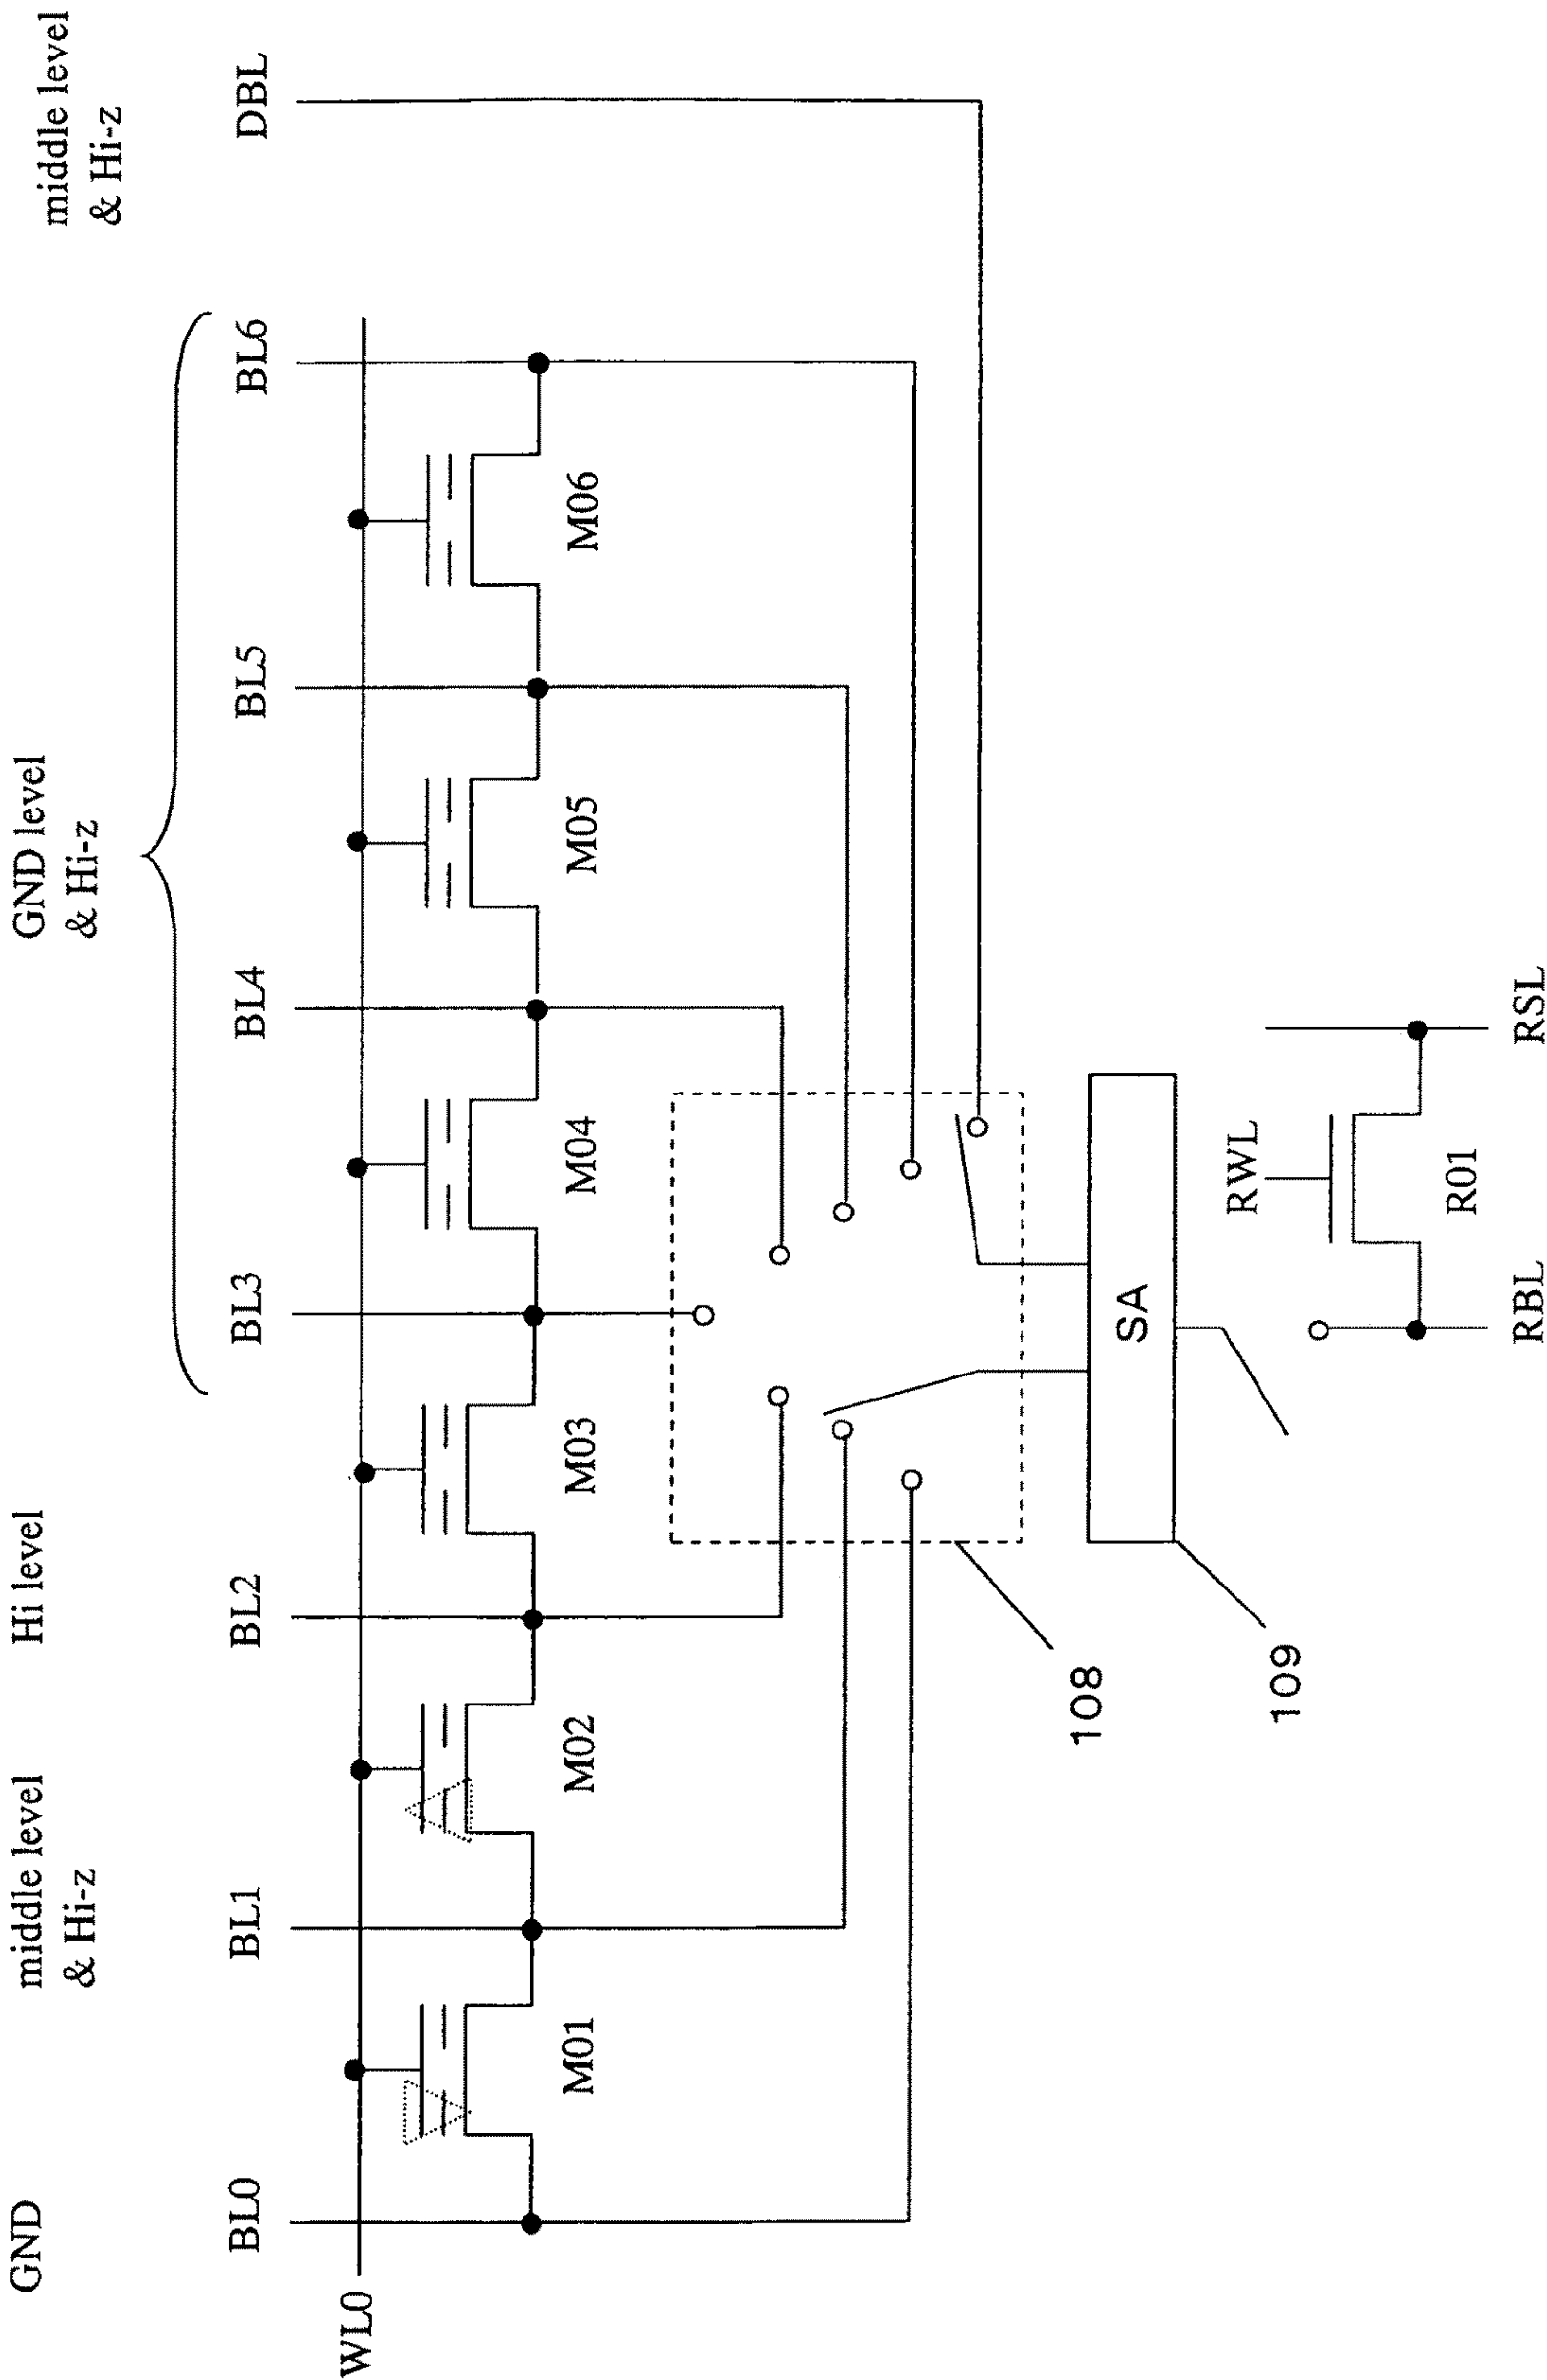 GND
middle level
& Hi-z
Hi level
GND level
& Hi-z
middle level
& Hi-z
BL0
BL1
BL2
BL3
BL4
BL5
BL6
DBL
WL0
M01
M02
M03
M04
M05
M06
108
SA
109
RWL
R01
RBL
RSL